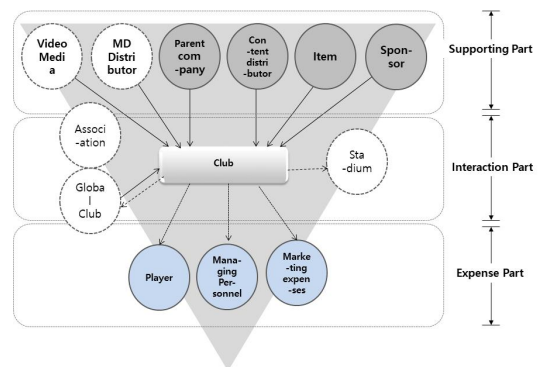 Video
Medi
a
MD
Distri
butor
Parent
com
-pany
Con
-tent
distri
-butor
Item
Spon-
sor
Supporting Part
Associ
-ation
Club
Sta
-dium
Interaction Part
Globa
l
Club
Player
Mana-
ging
Per-
sonnel
Marke
-ting
expen
-ses
Expense Part